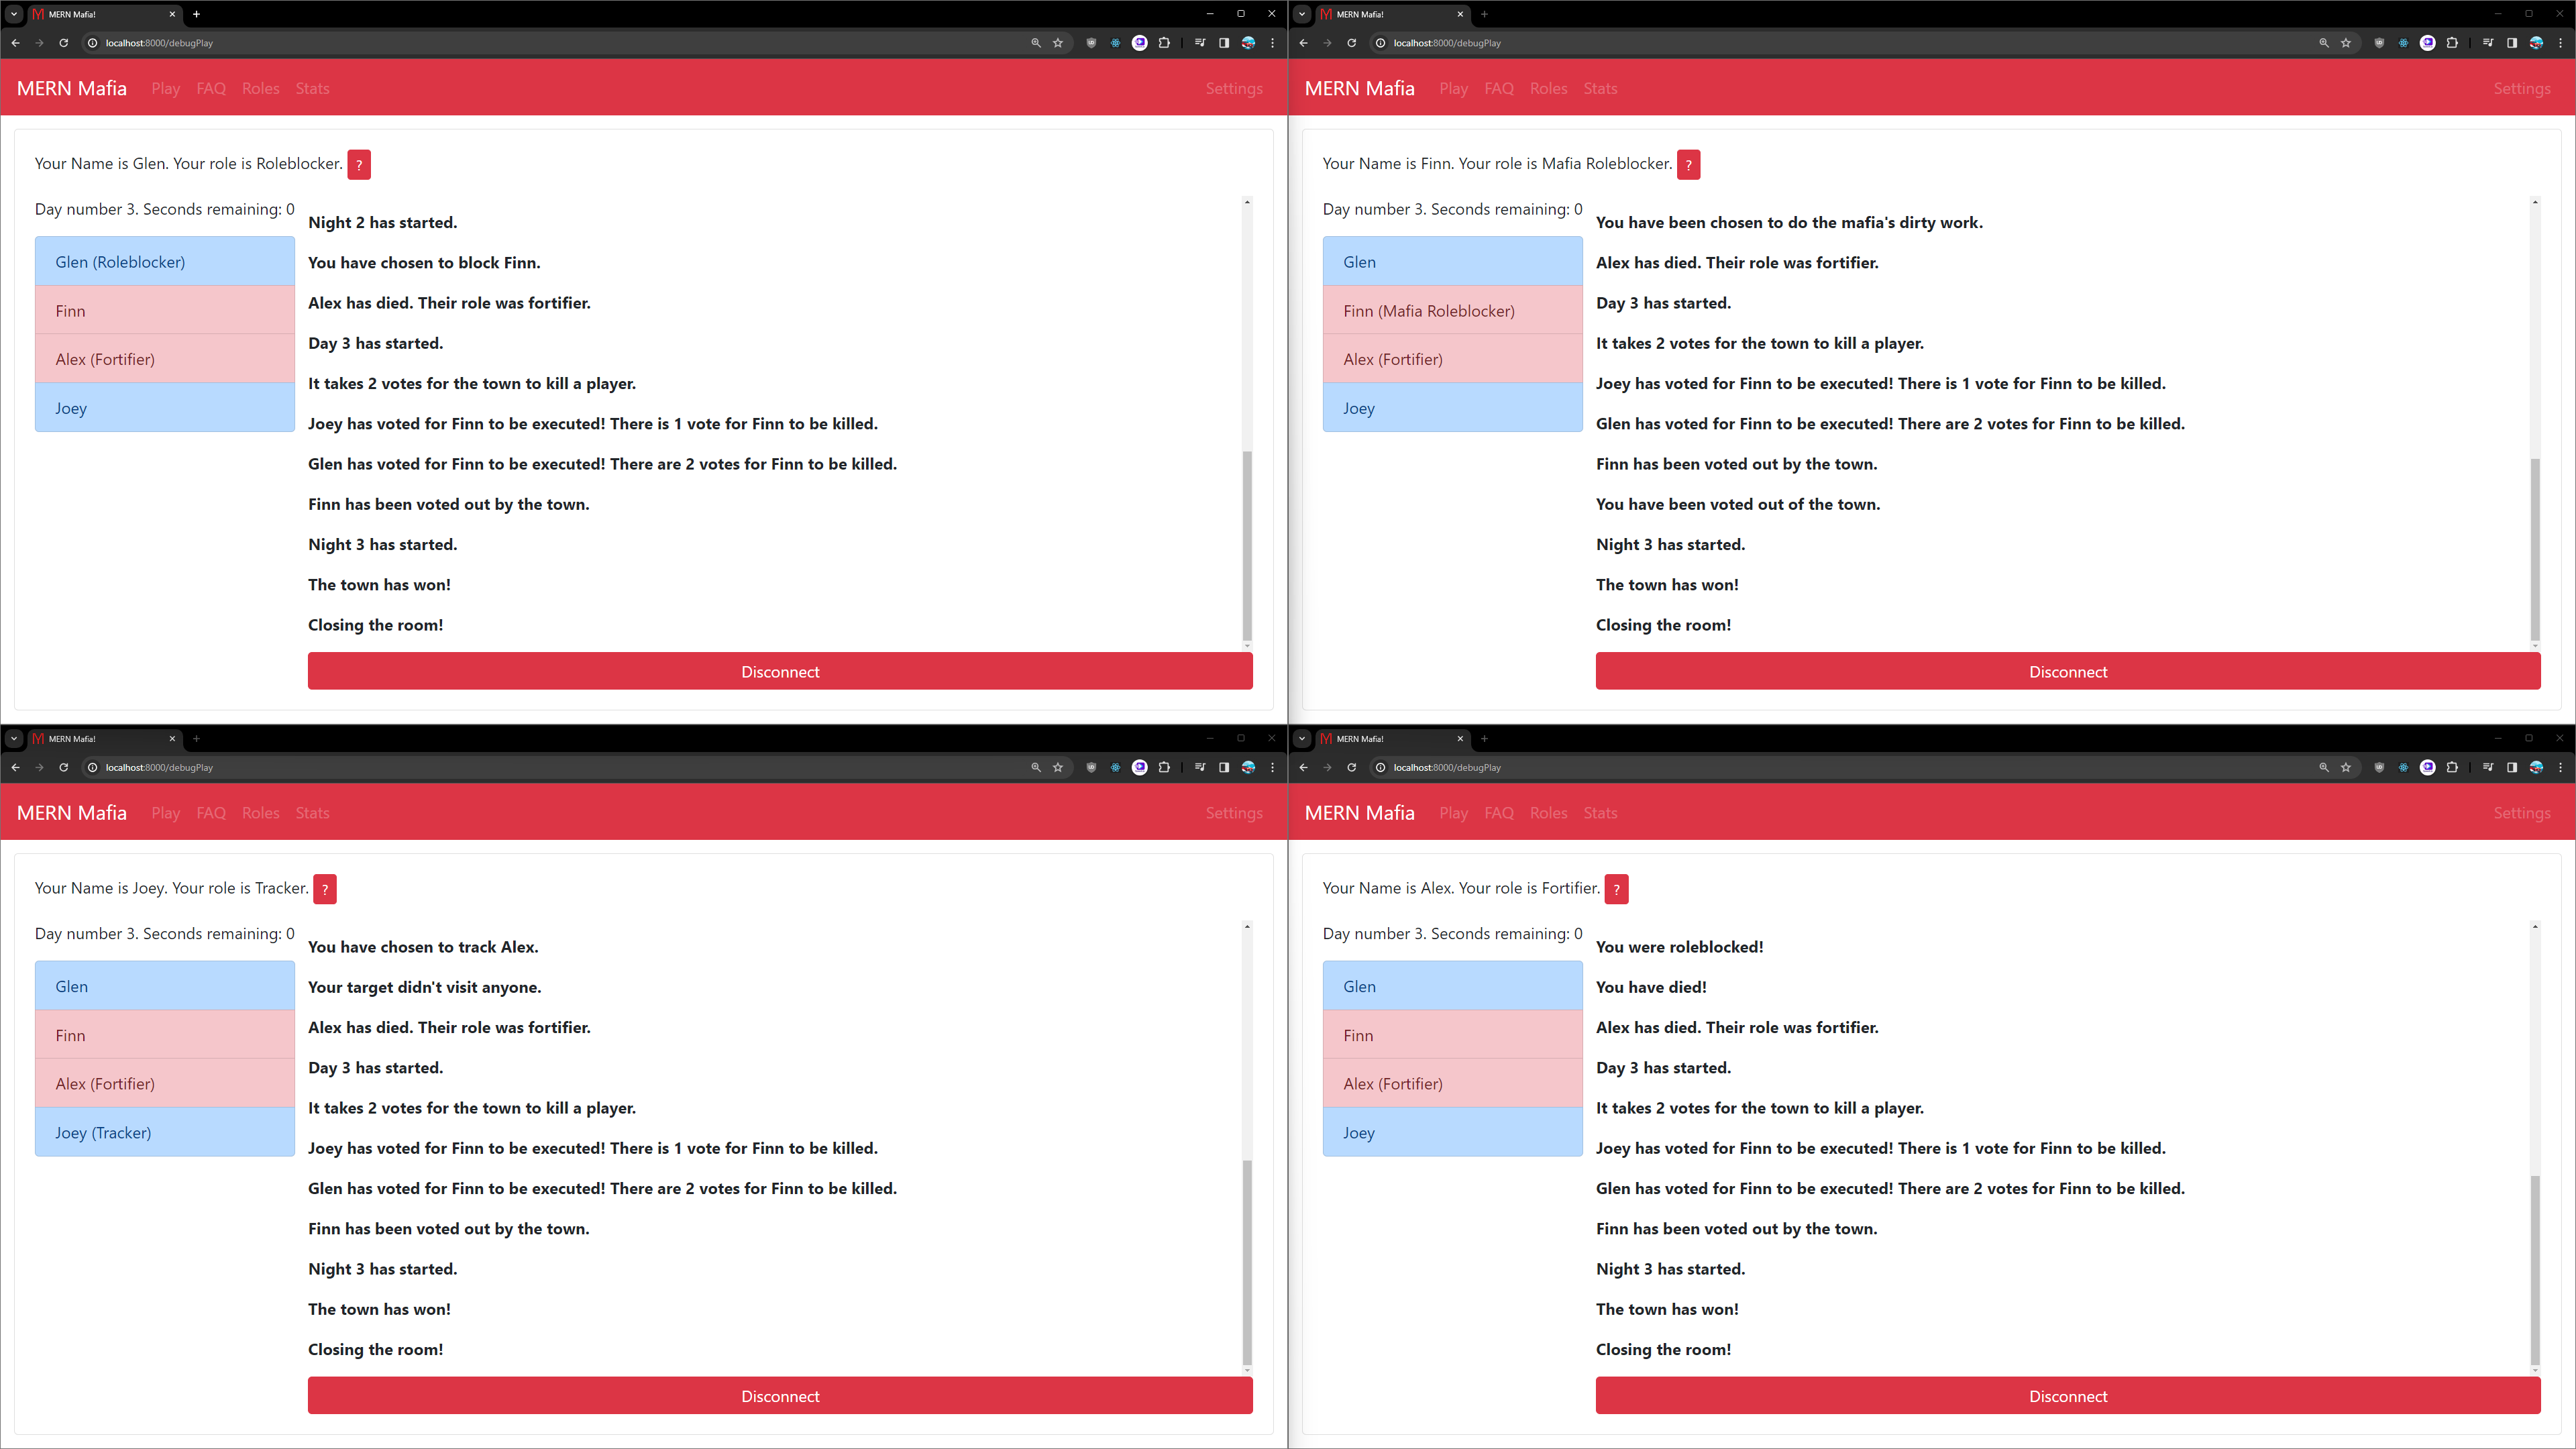 MERN Mafia!
localhost:8000/debugPlay
MERN Mafia Play FAQ Roles Stats Settings
Your Name is Glen. Your role is Roleblocker. ?
Day number 3. Seconds remaining: 0
Glen (Roleblocker)
Finn
Alex (Fortifier)
Joey
Night 2 has started.
You have chosen to block Finn.
Alex has died. Their role was fortifier.
Day 3 has started.
It takes 2 votes for the town to kill a player.
Joey has voted for Finn to be executed! There is 1 vote for Finn to be killed.
Glen has voted for Finn to be executed! There are 2 votes for Finn to be killed.
Finn has been voted out by the town.
Night 3 has started.
The town has won!
Closing the room!
Disconnect
MERN Mafia!
localhost:8000/debugPlay
MERN Mafia Play FAQ Roles Stats Settings
Your Name is Finn. Your role is Mafia Roleblocker. ?
Day number 3. Seconds remaining: 0
Glen
Finn (Mafia Roleblocker)
Alex (Fortifier)
Joey
You have been chosen to do the mafia's dirty work.
Alex has died. Their role was fortifier.
Day 3 has started.
It takes 2 votes for the town to kill a player.
Joey has voted for Finn to be executed! There is 1 vote for Finn to be killed.
Glen has voted for Finn to be executed! There are 2 votes for Finn to be killed.
Finn has been voted out by the town.
You have been voted out of the town.
Night 3 has started.
The town has won!
Closing the room!
Disconnect
MERN Mafia!
localhost:8000/debugPlay
MERN Mafia Play FAQ Roles Stats Settings
Your Name is Joey. Your role is Tracker. ?
Day number 3. Seconds remaining: 0
Glen
Finn
Alex (Fortifier)
Joey (Tracker)
You have chosen to track Alex.
Your target didn't visit anyone.
Alex has died. Their role was fortifier.
Day 3 has started.
It takes 2 votes for the town to kill a player.
Joey has voted for Finn to be executed! There is 1 vote for Finn to be killed.
Glen has voted for Finn to be executed! There are 2 votes for Finn to be killed.
Finn has been voted out by the town.
Night 3 has started.
The town has won!
Closing the room!
Disconnect
MERN Mafia!
localhost:8000/debugPlay
MERN Mafia Play FAQ Roles Stats Settings
Your Name is Alex. Your role is Fortifier. ?
Day number 3. Seconds remaining: 0
Glen
Finn
Alex (Fortifier)
Joey
You were roleblocked!
You have died!
Alex has died. Their role was fortifier.
Day 3 has started.
It takes 2 votes for the town to kill a player.
Joey has voted for Finn to be executed! There is 1 vote for Finn to be killed.
Glen has voted for Finn to be executed! There are 2 votes for Finn to be killed.
Finn has been voted out by the town.
Night 3 has started.
The town has won!
Closing the room!
Disconnect